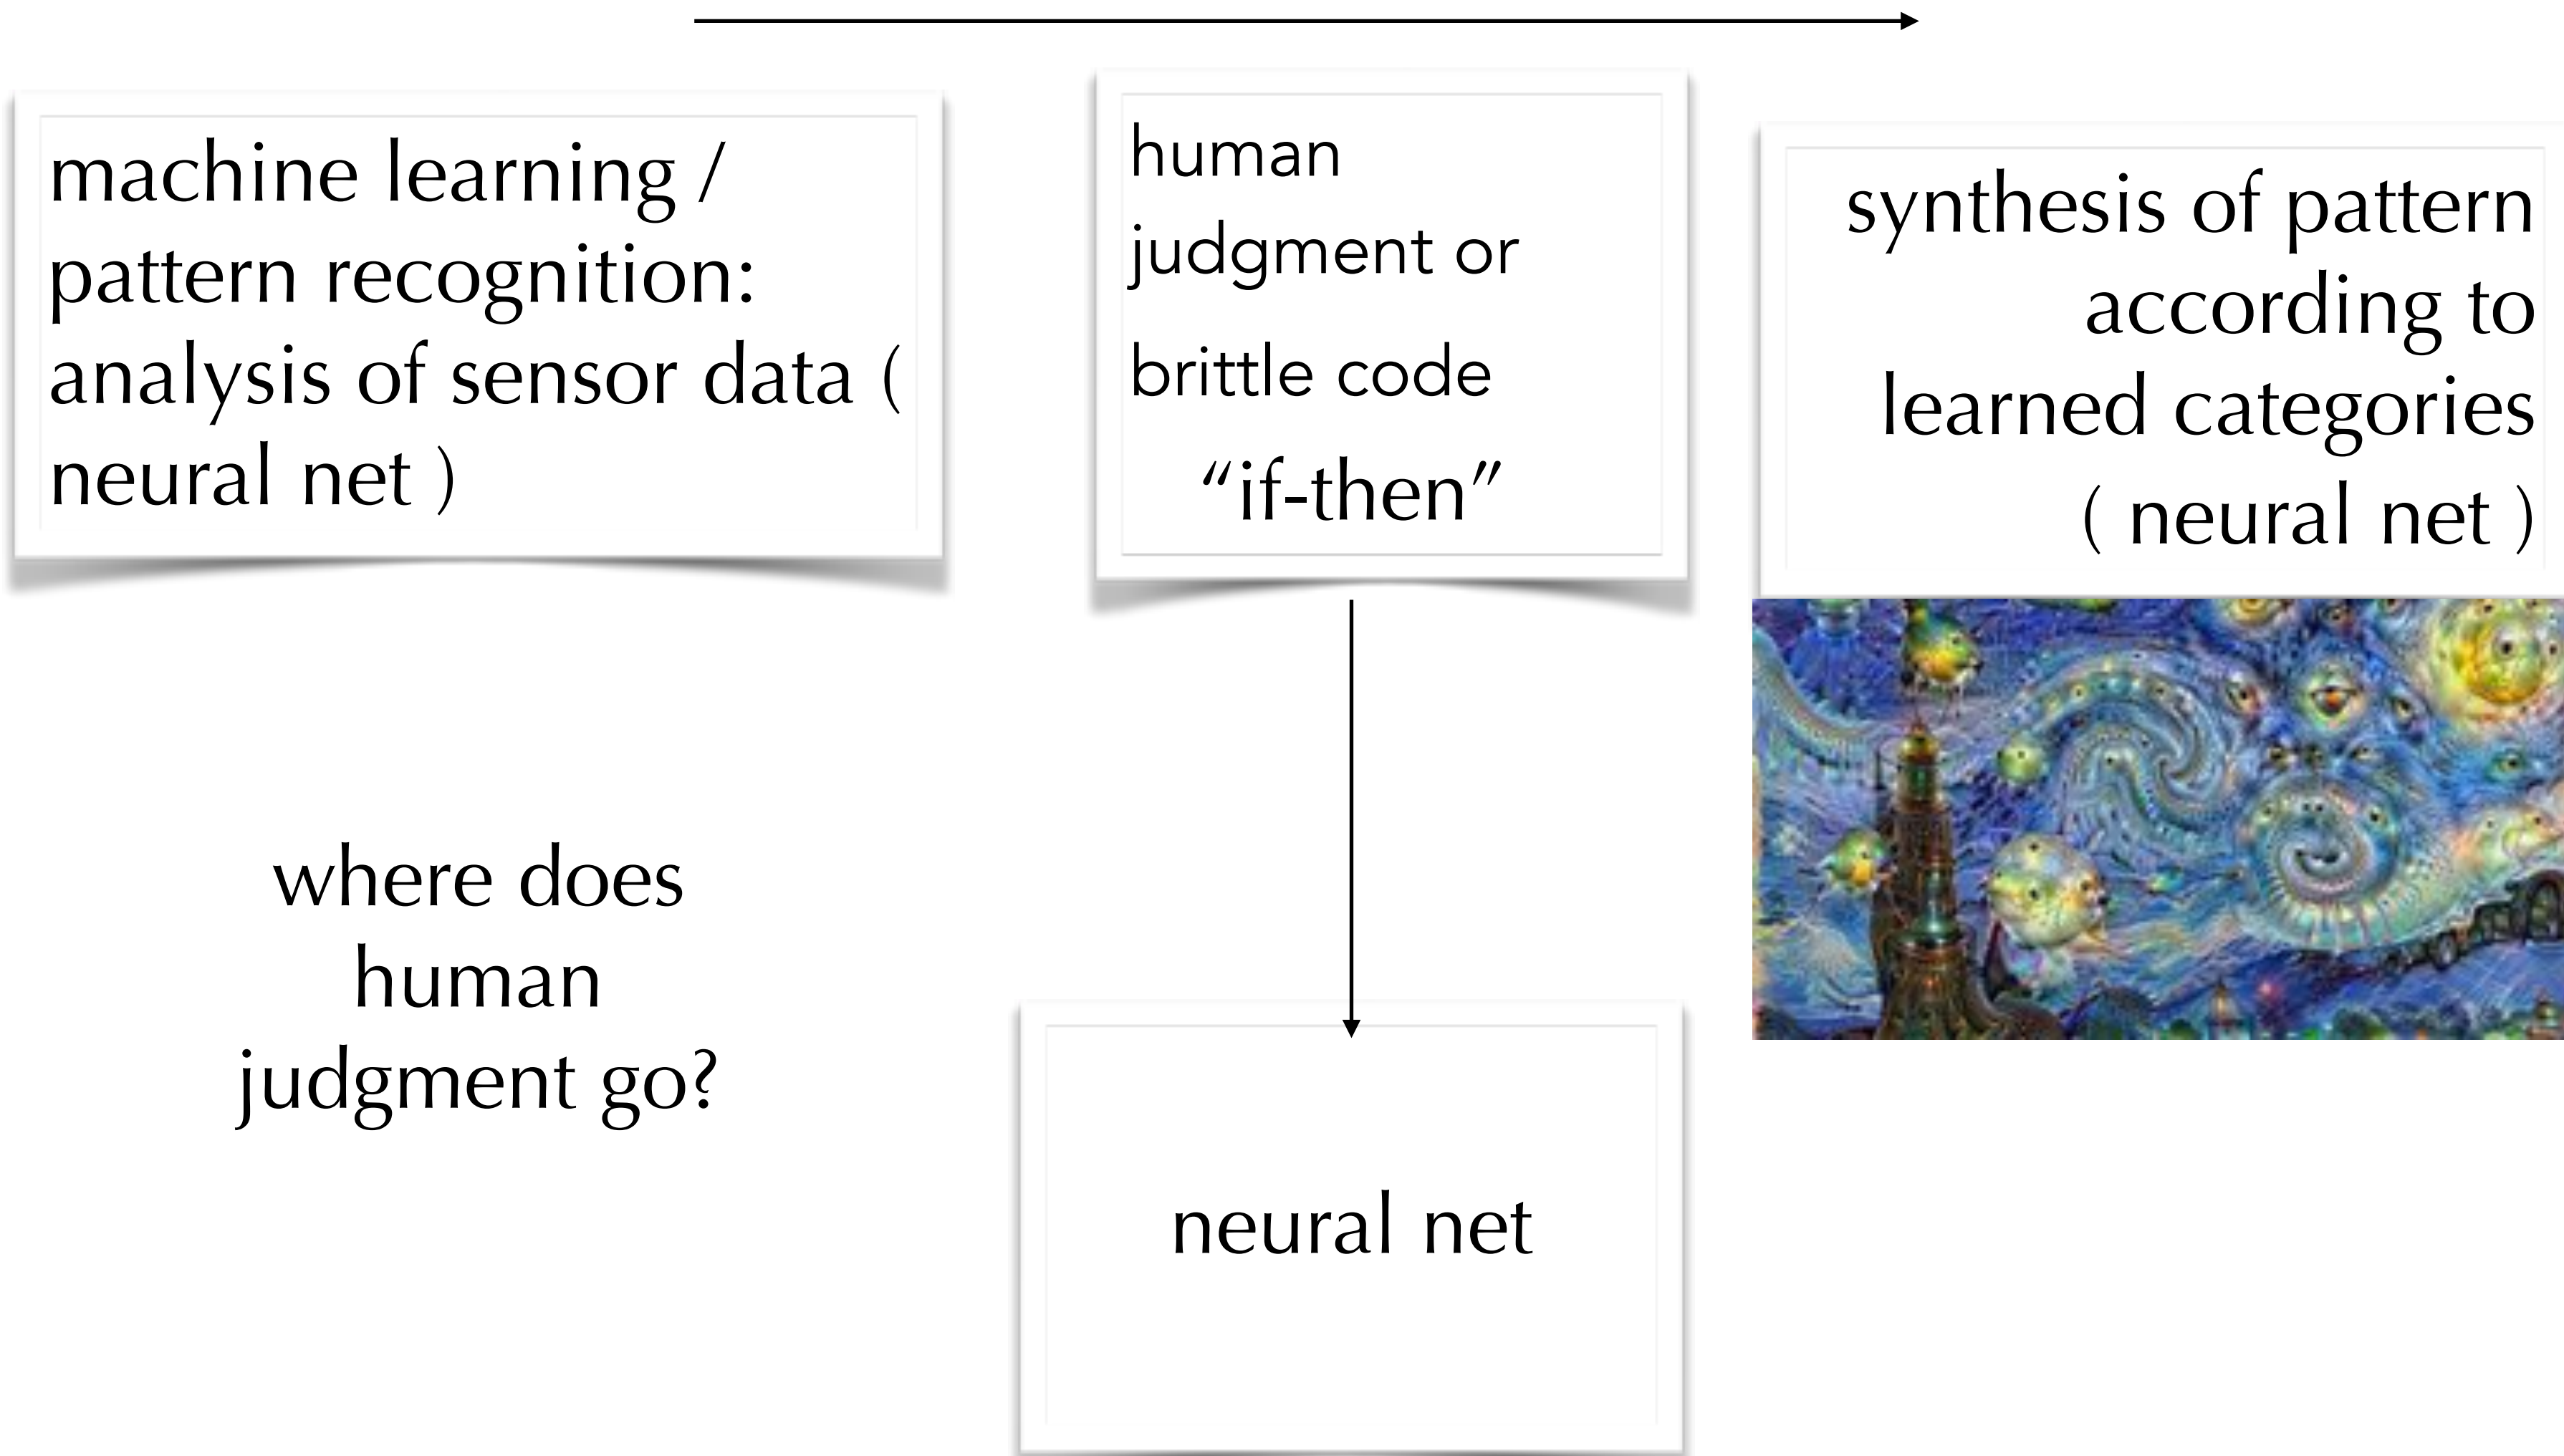 machine learning /
pattern recognition:
analysis of sensor data (
neural net )
human
judgment or
brittle code
“if-then”
synthesis of pattern
according to
learned categories
( neural net )
where does
human
judgment go?
neural net